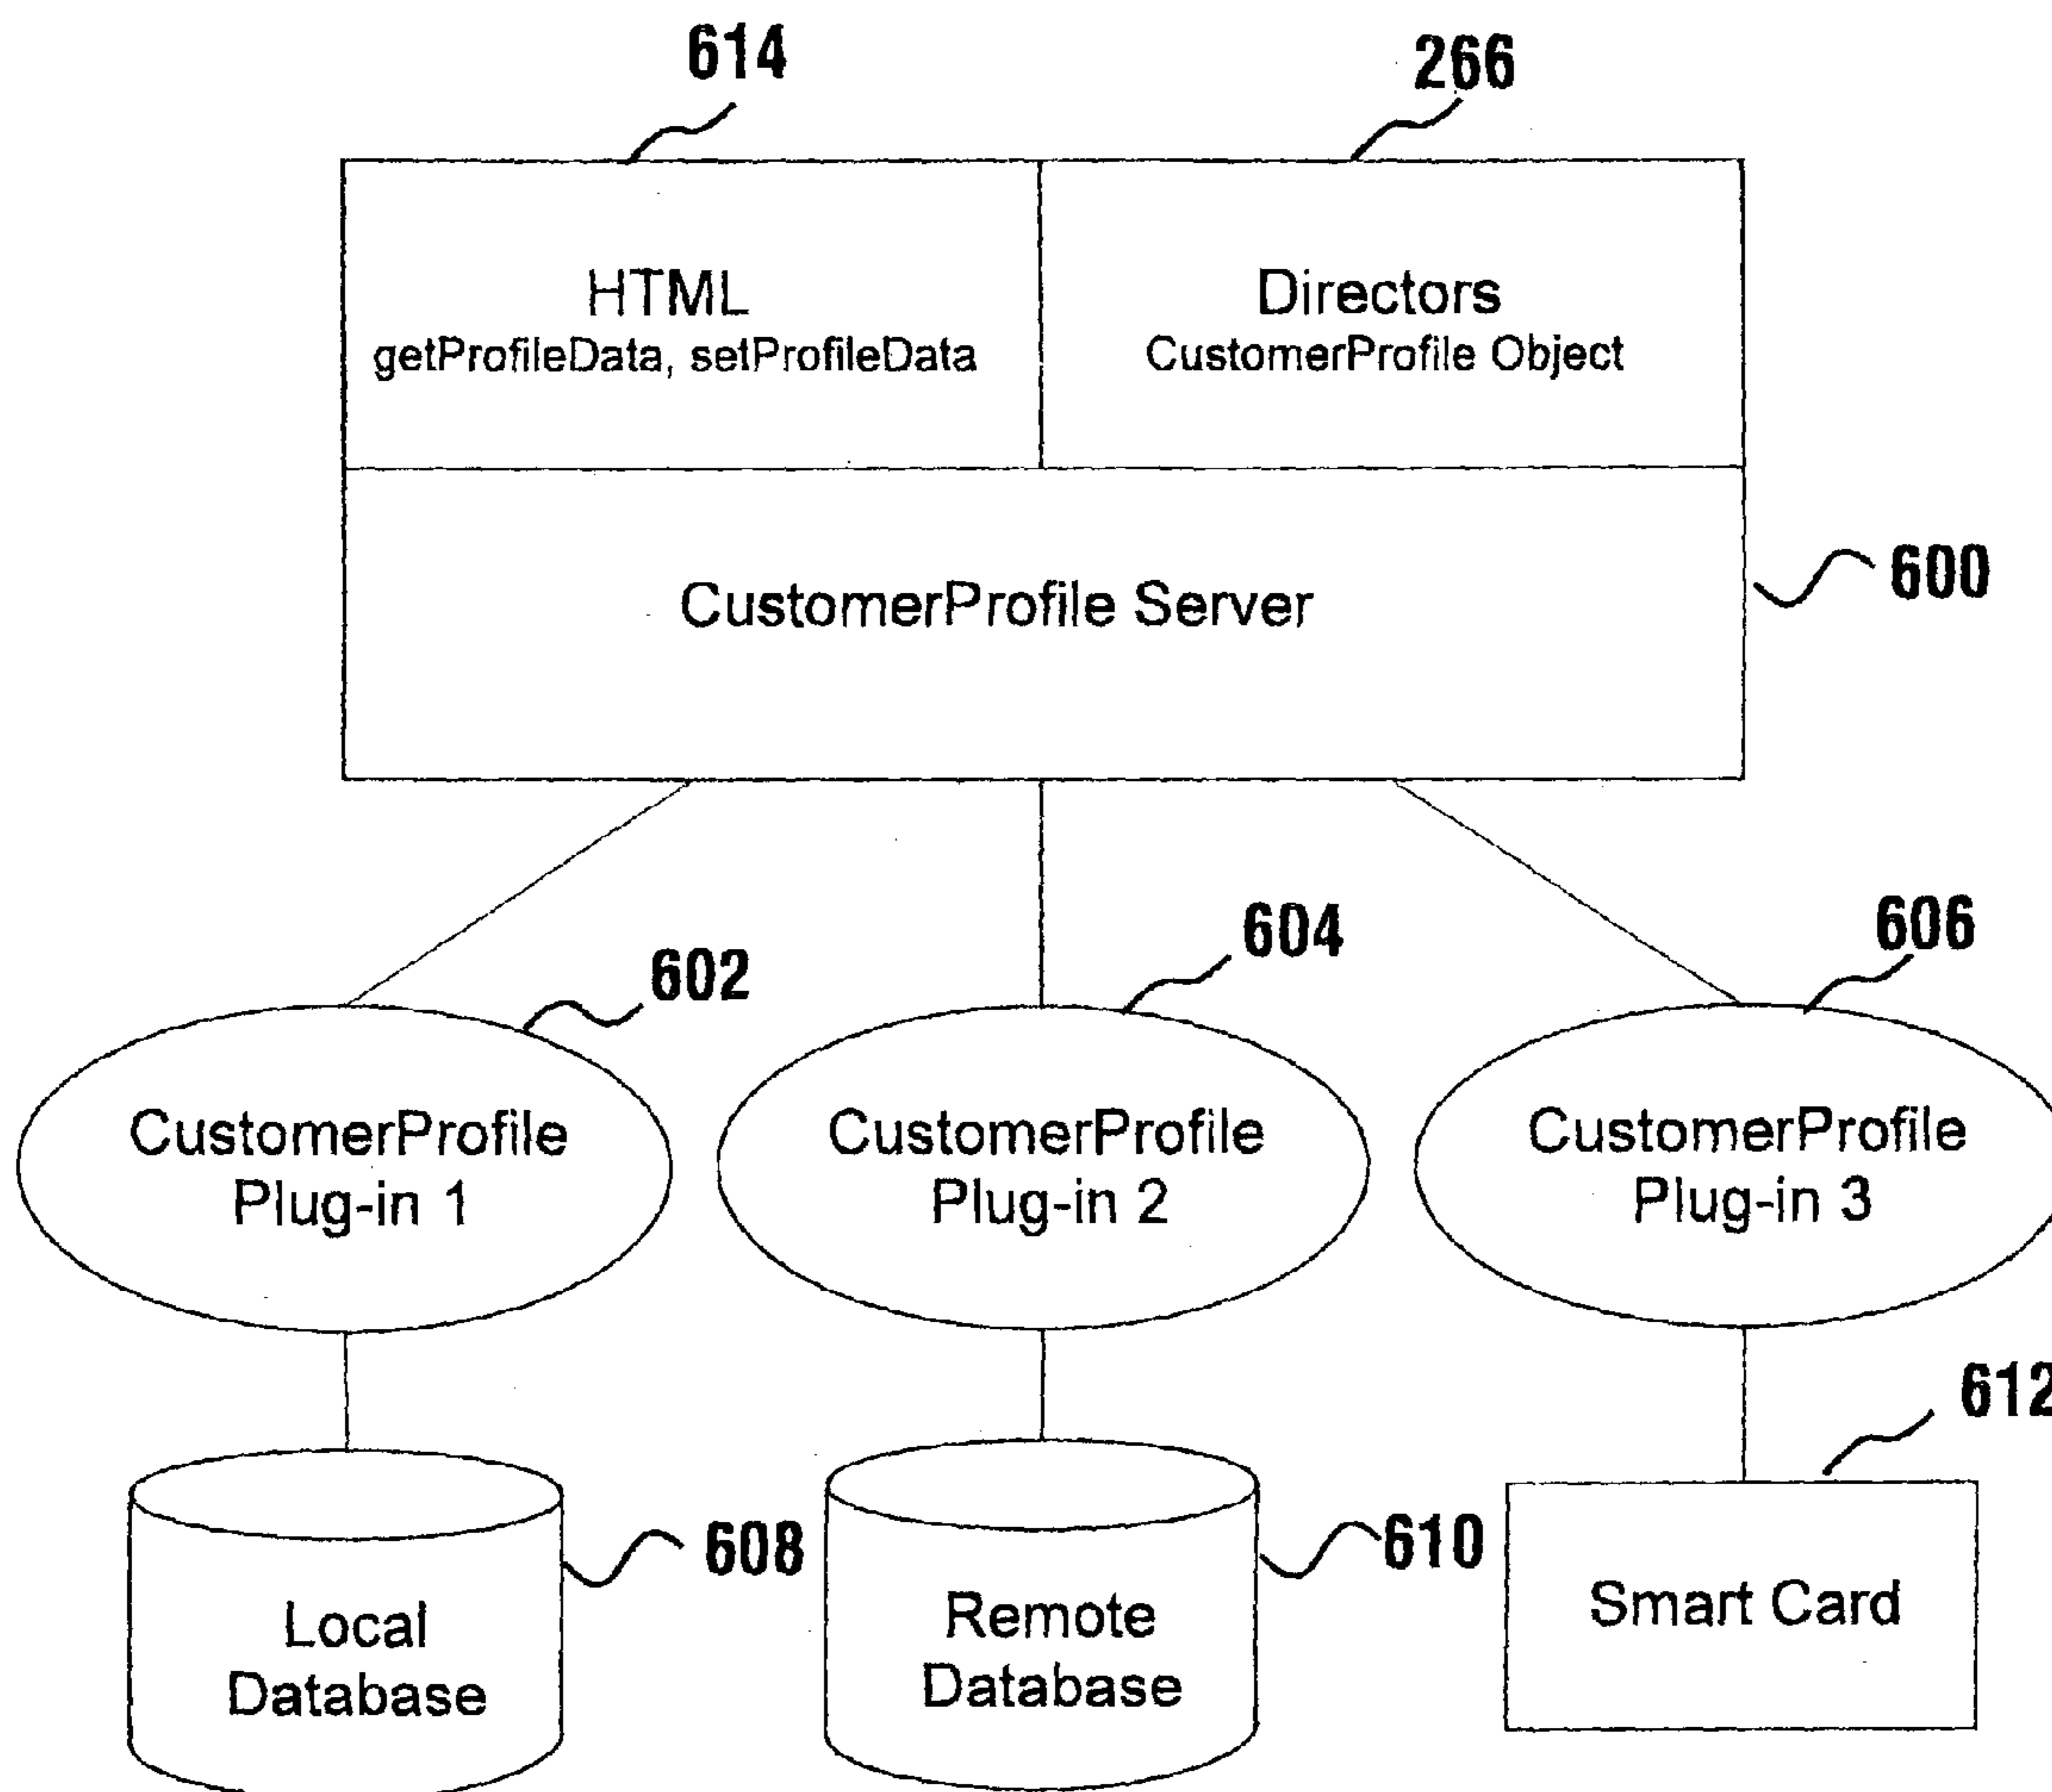 614
266
HTML
getProfileData, setProfileData
Directors
CustomerProfile Object
CustomerProfile Server
600
602
604
606
CustomerProfile
Plug-in 1
CustomerProfile
Plug-in 2
CustomerProfile
Plug-in 3
612
608
610
Local
Database
Remote
Database
Smart Card